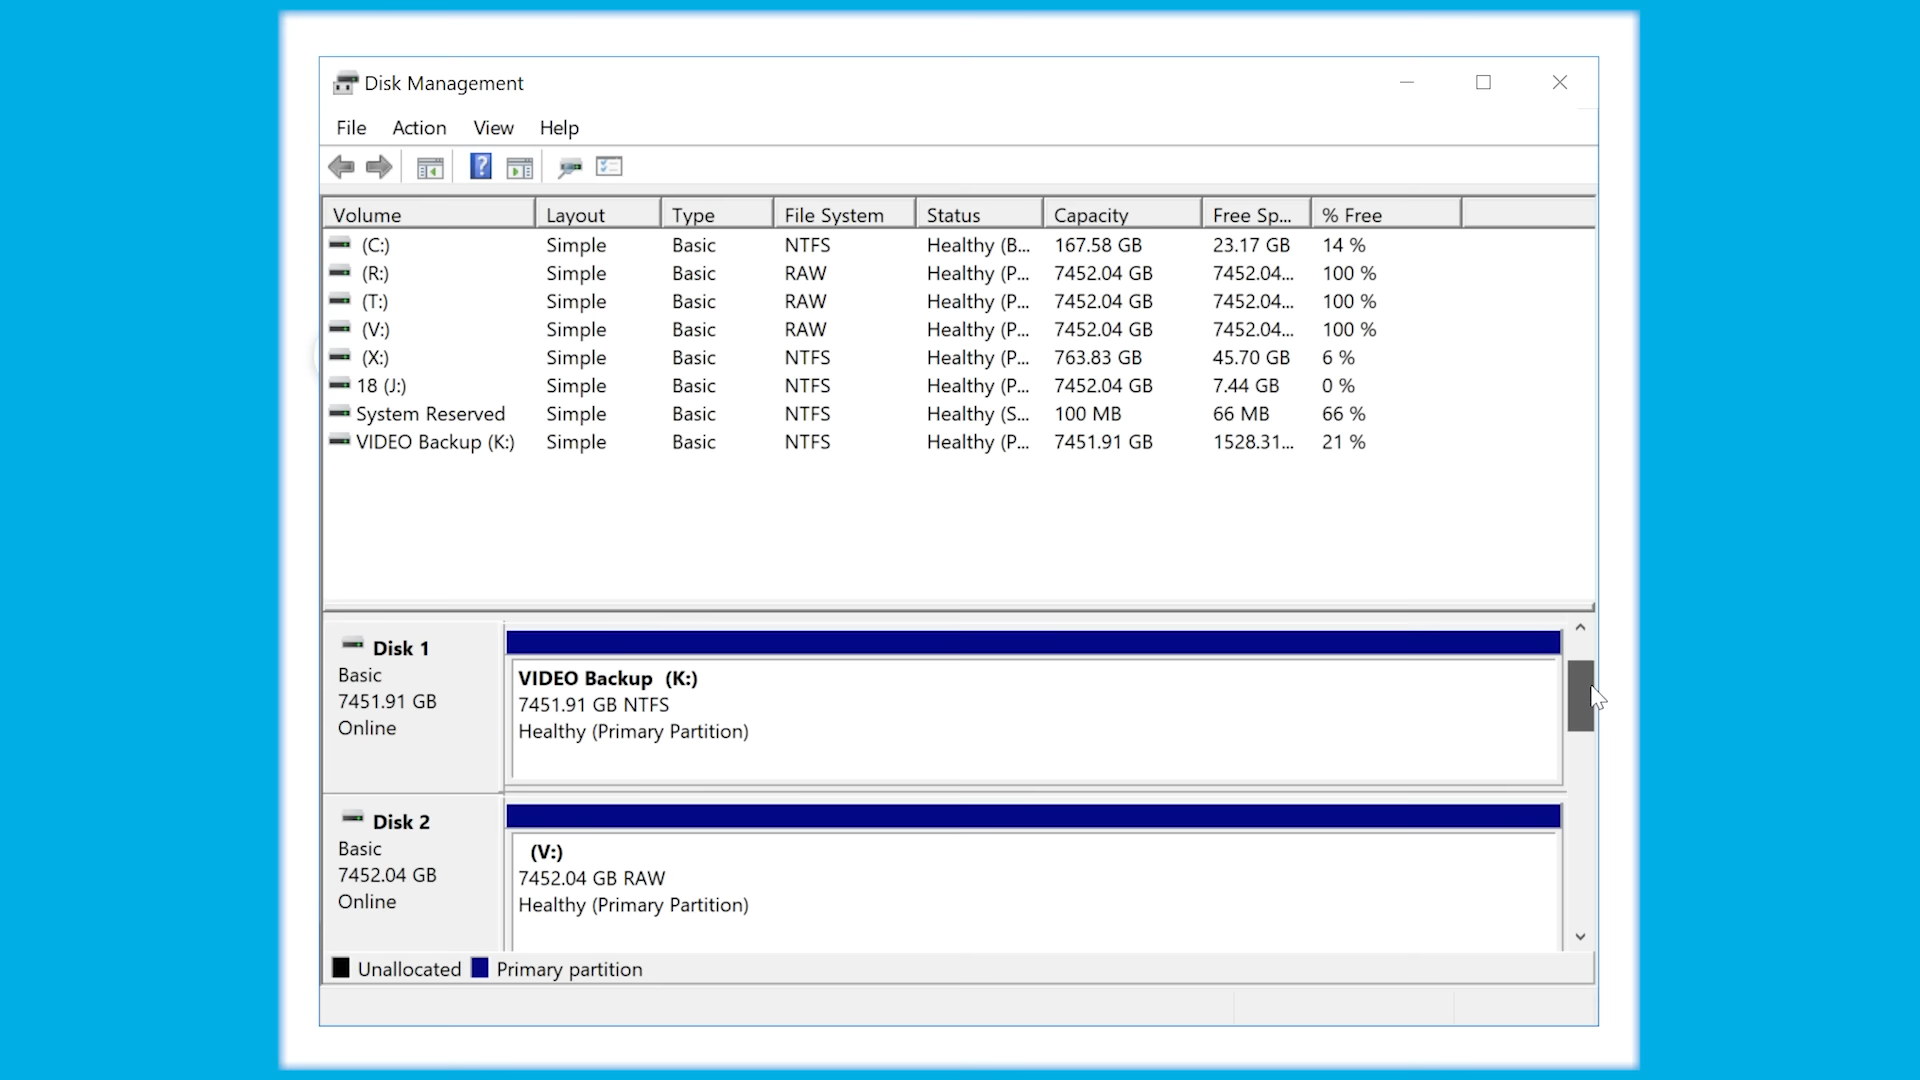 Disk Management
File Action View Help
Volume Layout Type File System Status Capacity Free Sp... % Free
(C:) Simple Basic NTFS Healthy (B... 167.58 GB 23.17 GB 14 %
(R:) Simple Basic RAW Healthy (P... 7452.04 GB 7452.04... 100 %
(T:) Simple Basic RAW Healthy (P... 7452.04 GB 7452.04... 100 %
(V:) Simple Basic RAW Healthy (P... 7452.04 GB 7452.04... 100 %
(X:) Simple Basic NTFS Healthy (P... 763.83 GB 45.70 GB 6 %
18 (J:) Simple Basic NTFS Healthy (P... 7452.04 GB 7.44 GB 0 %
System Reserved Simple Basic NTFS Healthy (S... 100 MB 66 MB 66 %
VIDEO Backup (K:) Simple Basic NTFS Healthy (P... 7451.91 GB 1528.31... 21 %
Disk 1
Basic
7451.91 GB
Online
VIDEO Backup (K:)
7451.91 GB NTFS
Healthy (Primary Partition)
Disk 2
Basic
7452.04 GB
Online
(V:)
7452.04 GB RAW
Healthy (Primary Partition)
Unallocated Primary partition